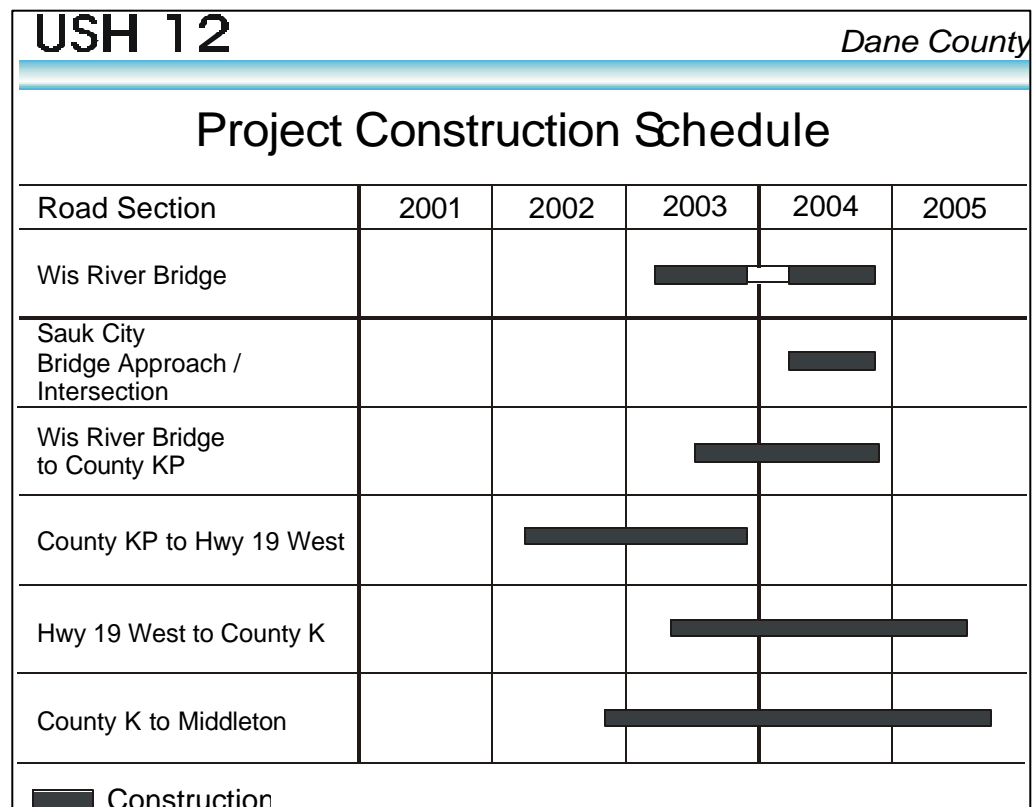 USH 12
Dane County
Project Construction Schedule
Road Section 2001 2002 2003 2004 2005
Wis River Bridge
Sauk City
Bridge Approach /
Intersection
Wis River Bridge
to County KP
County KP to Hwy 19 West
Hwy 19 West to County K
County K to Middleton
Construction